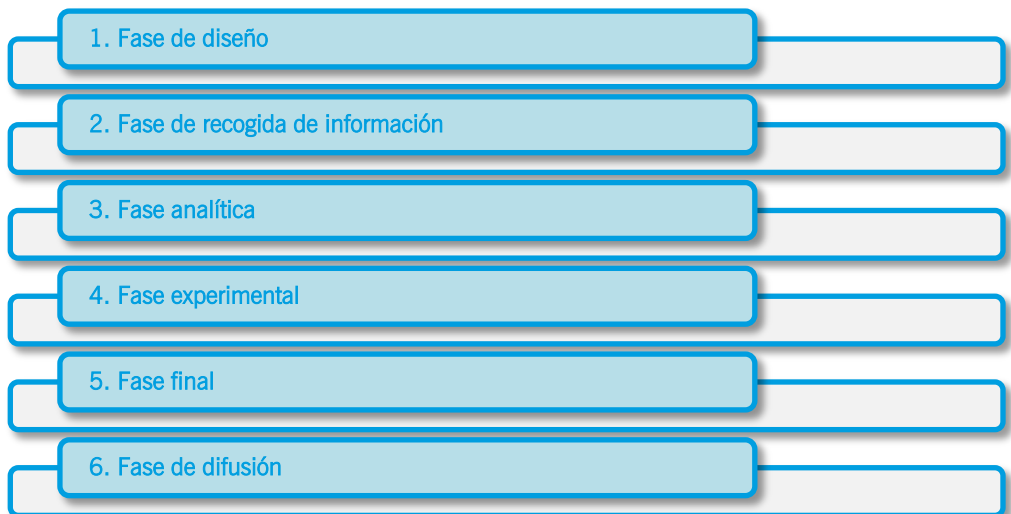 1. Fase de diseño
2. Fase de recogida de información
3. Fase analítica
4. Fase experimental
5. Fase final
6. Fase de difusión